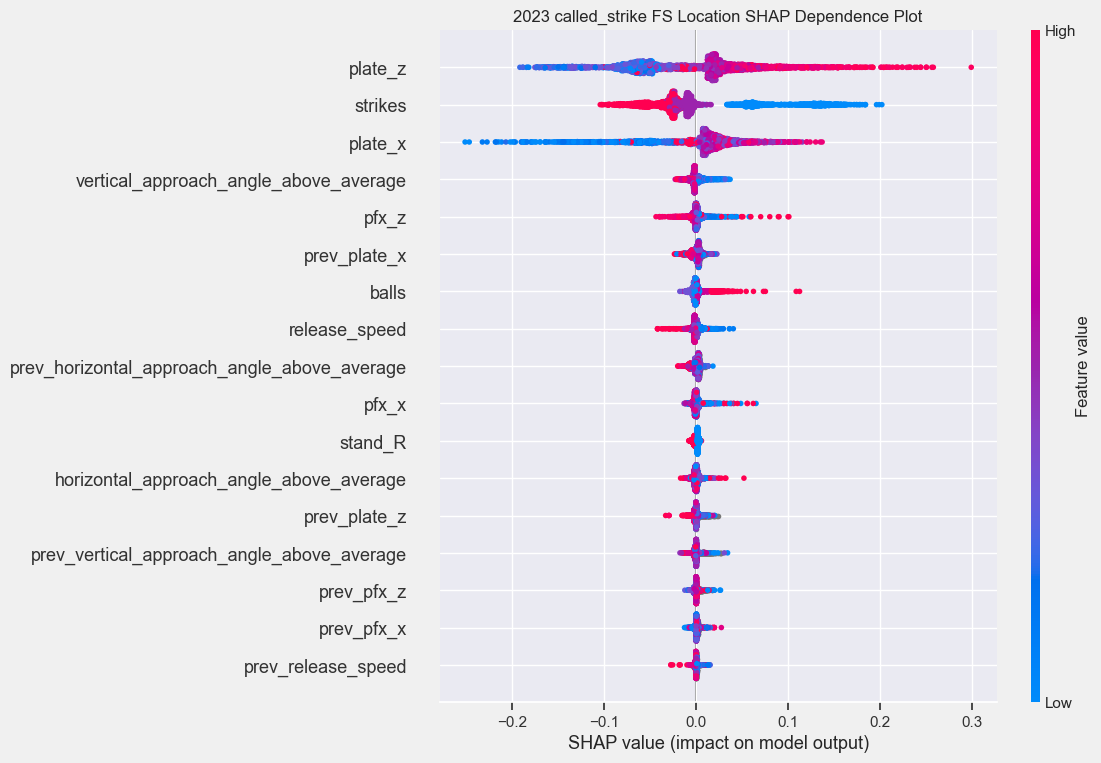 2023 called_strike FS Location SHAP Dependence Plot
High
plate_z
strikes
plate_x
vertical_approach_angle_above_average
pfx_z
prev_plate_x
balls
release_speed
prev_horizontal_approach_angle_above_average
pfx_x
stand_R
horizontal_approach_angle_above_average
prev_plate_z
prev_vertical_approach_angle_above_average
prev_pfx_z
prev_pfx_x
prev_release_speed
Feature value
Low
−0.2 −0.1 0.0 0.1 0.2 0.3
SHAP value (impact on model output)